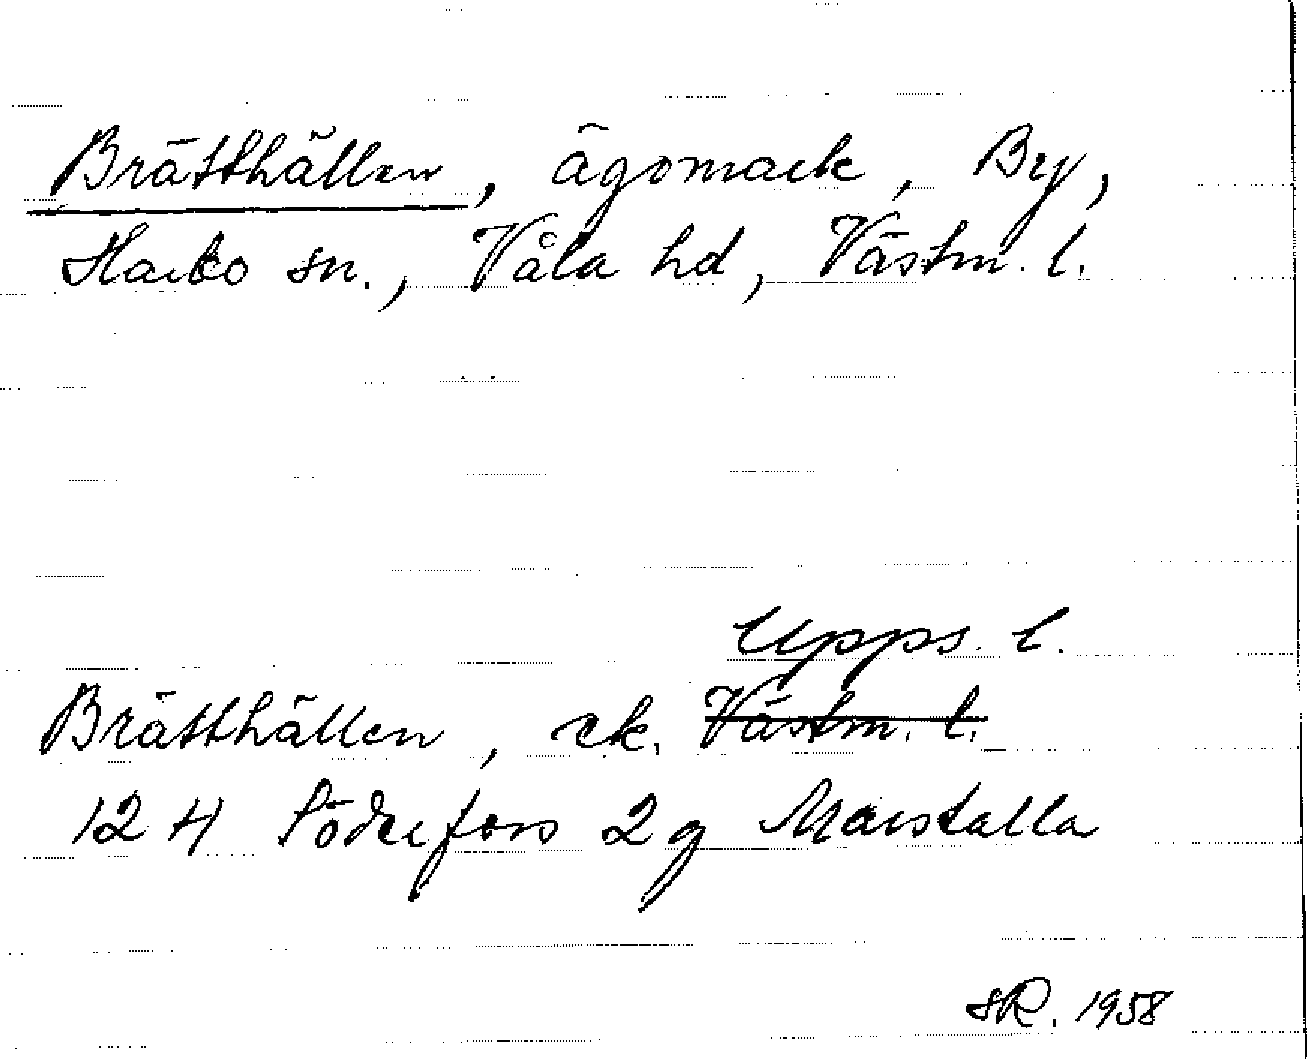 Brätthällen, ägomark, By,
Harbo sn., Våla hd, Västm. l.
Upps. l.
Brätthällen, ek. Västm. l.
12 H Söderfors 2 g Marstalla
SR. 1958